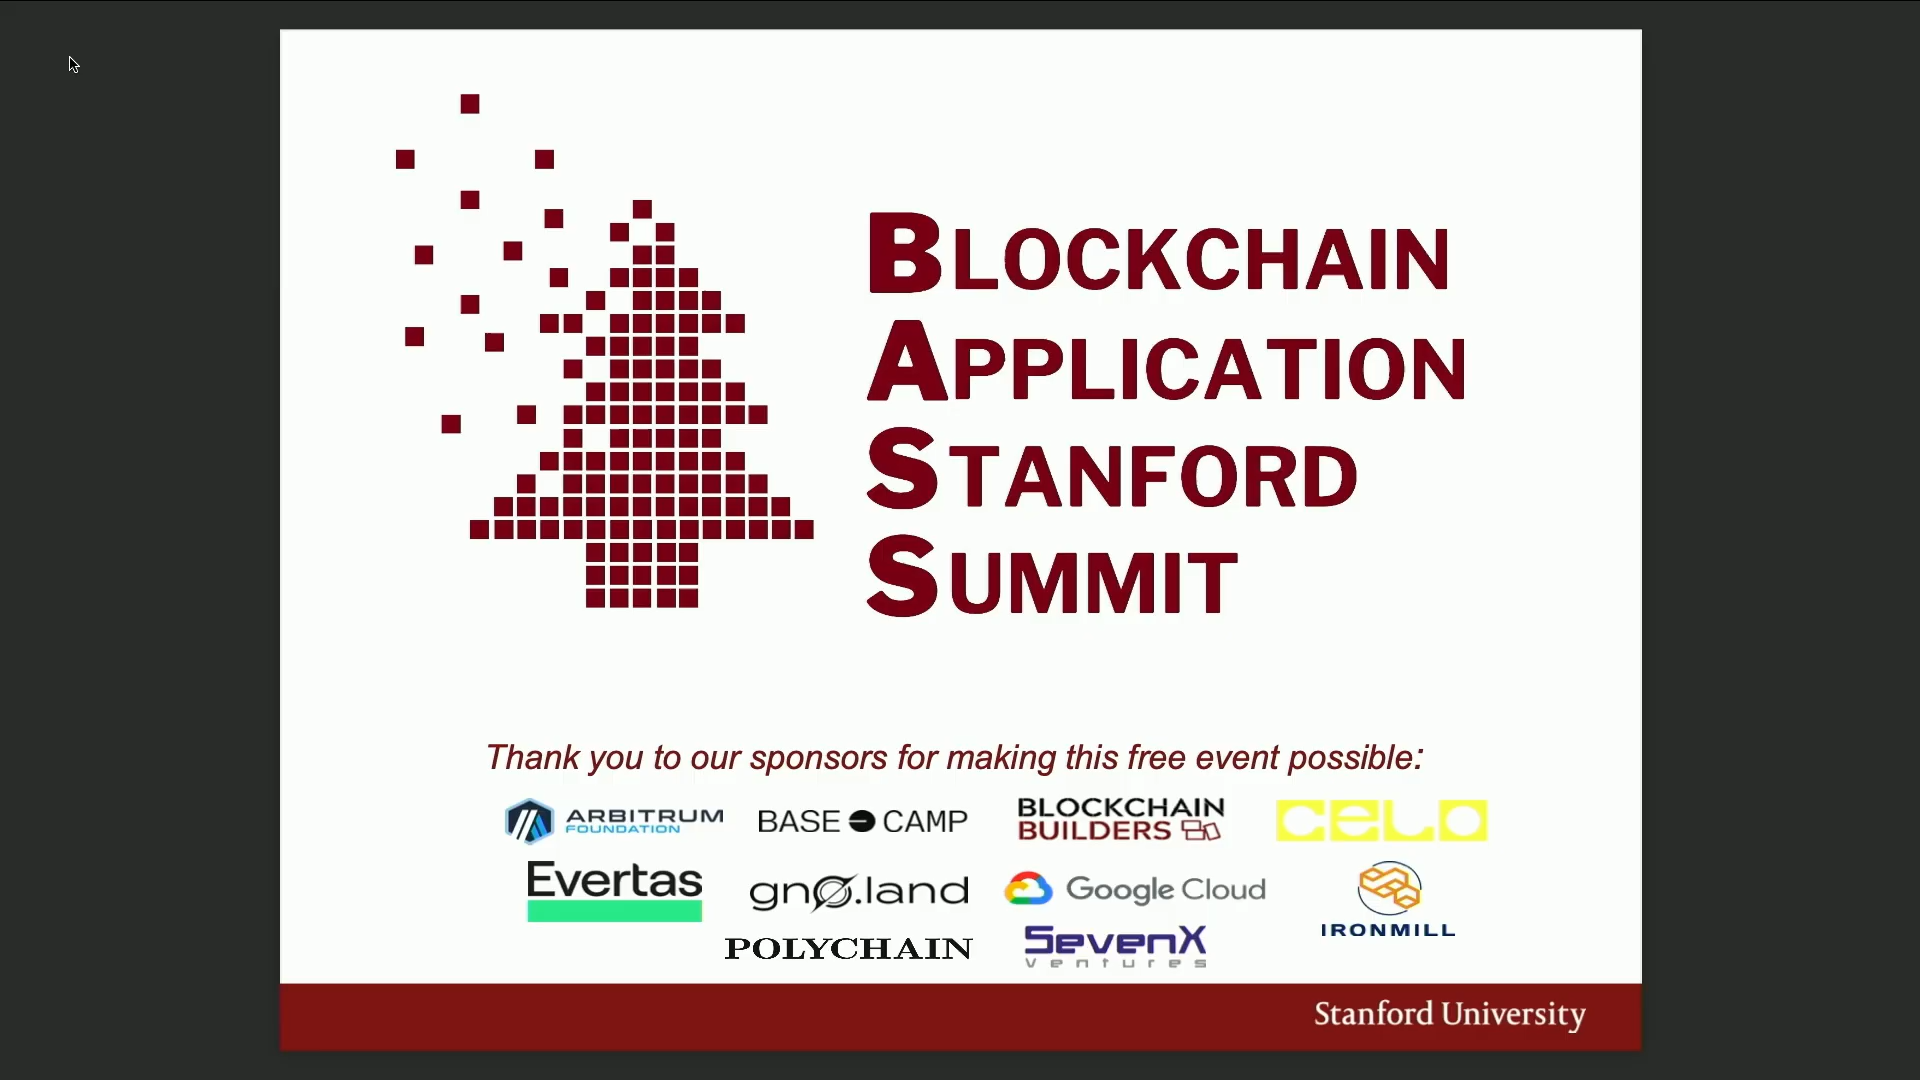 BLOCKCHAIN
APPLICATION
STANFORD
SUMMIT
Thank you to our sponsors for making this free event possible:
ARBITRUM
FOUNDATION
BASE CAMP
BLOCKCHAIN
BUILDERS
CELO
Evertas
gnø.land
Google Cloud
IRONMILL
POLYCHAIN
SevenX
Ventures
Stanford University